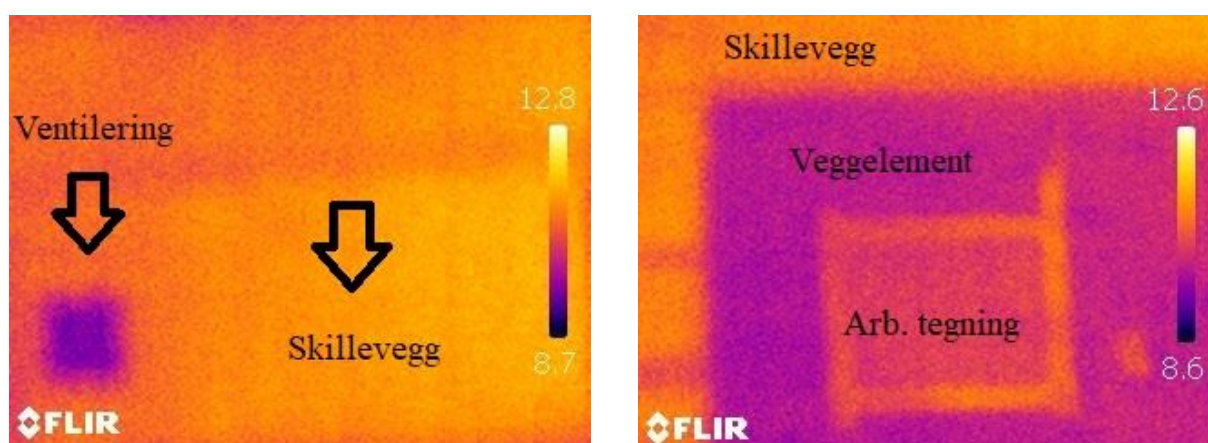 12.8
Ventilering
Skillevegg
8.7
FLIR
Skillevegg
12.6
Veggelement
Arb. tegning
8.6
FLIR